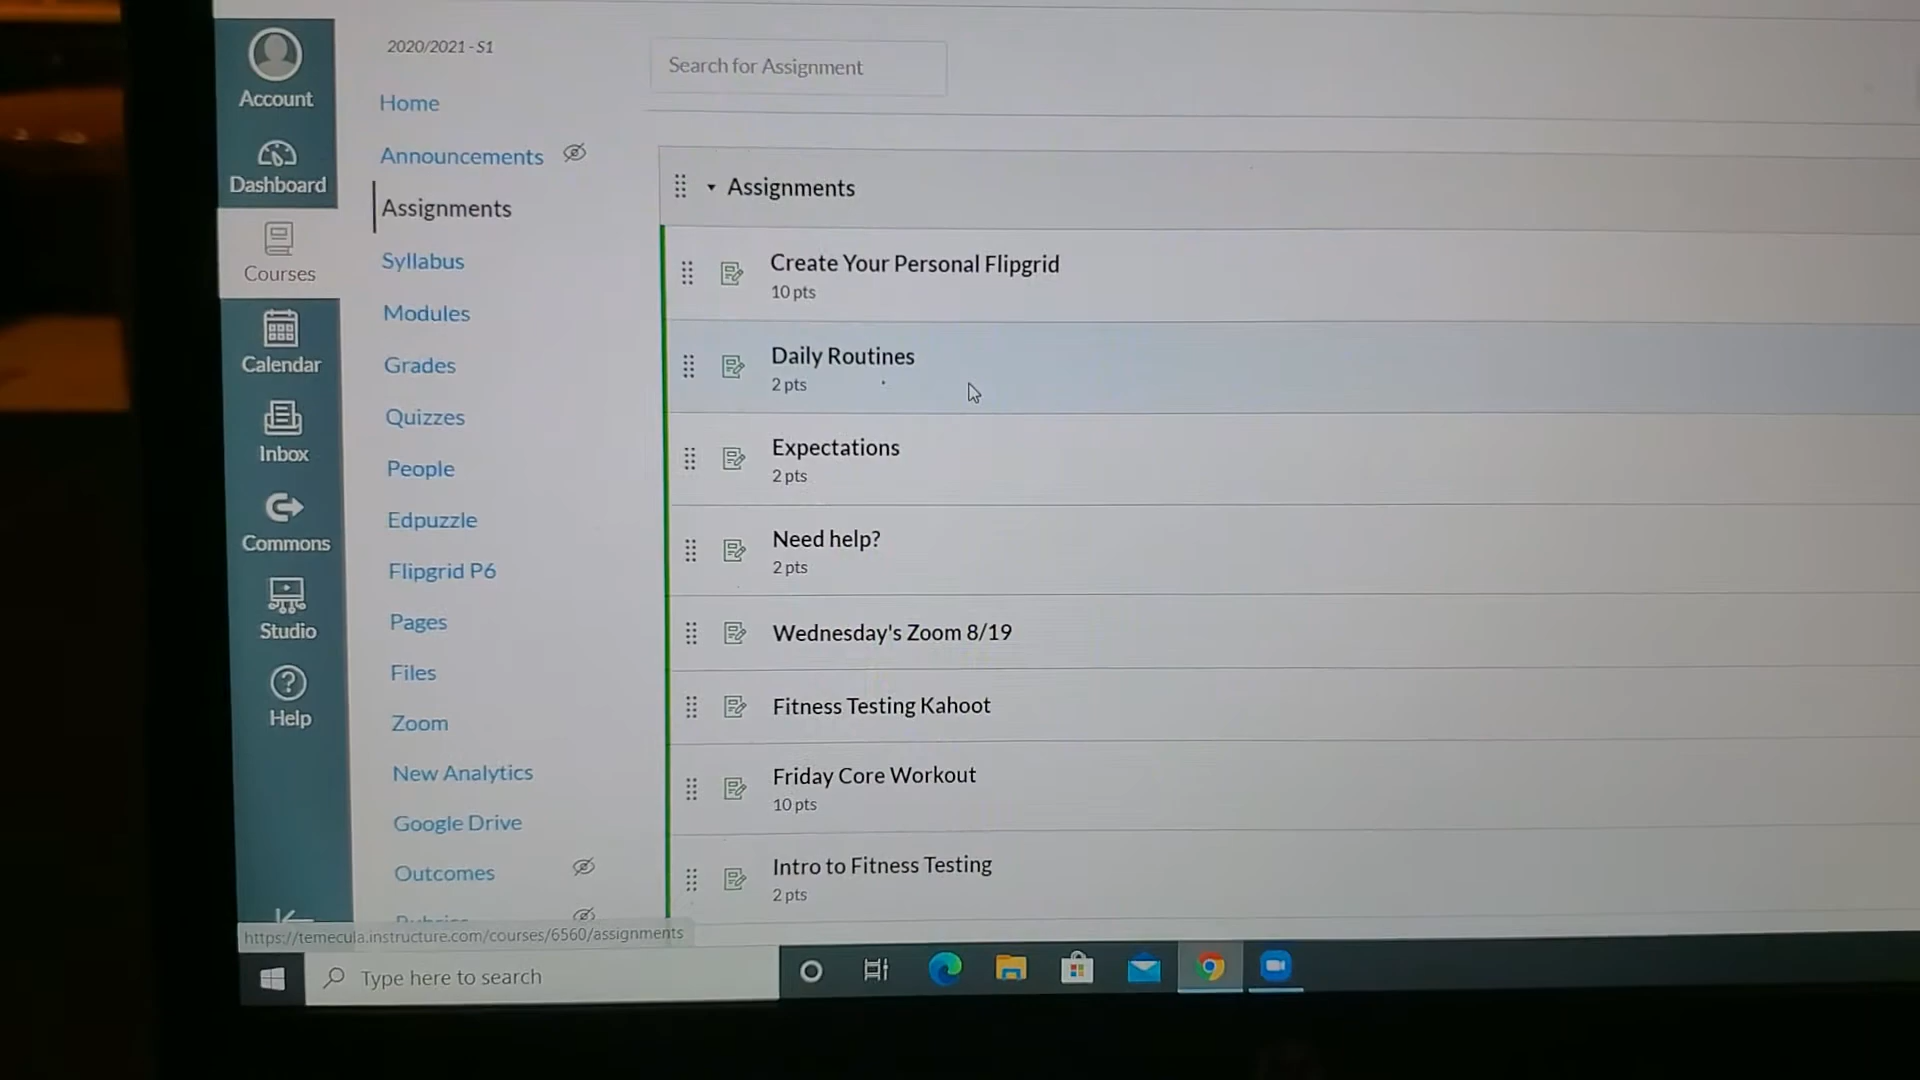 Account
Dashboard
Courses
Calendar
Inbox
Commons
Studio
Help
2020/2021 - S1
Home
Announcements
Assignments
Syllabus
Modules
Grades
Quizzes
People
Edpuzzle
Flipgrid P6
Pages
Files
Zoom
New Analytics
Google Drive
Outcomes
Search for Assignment
Assignments
Create Your Personal Flipgrid
10 pts
Daily Routines
2 pts
Expectations
2 pts
Need help?
2 pts
Wednesday's Zoom 8/19
Fitness Testing Kahoot
Friday Core Workout
10 pts
Intro to Fitness Testing
2 pts
https://temecula.instructure.com/courses/6560/assignments
Type here to search